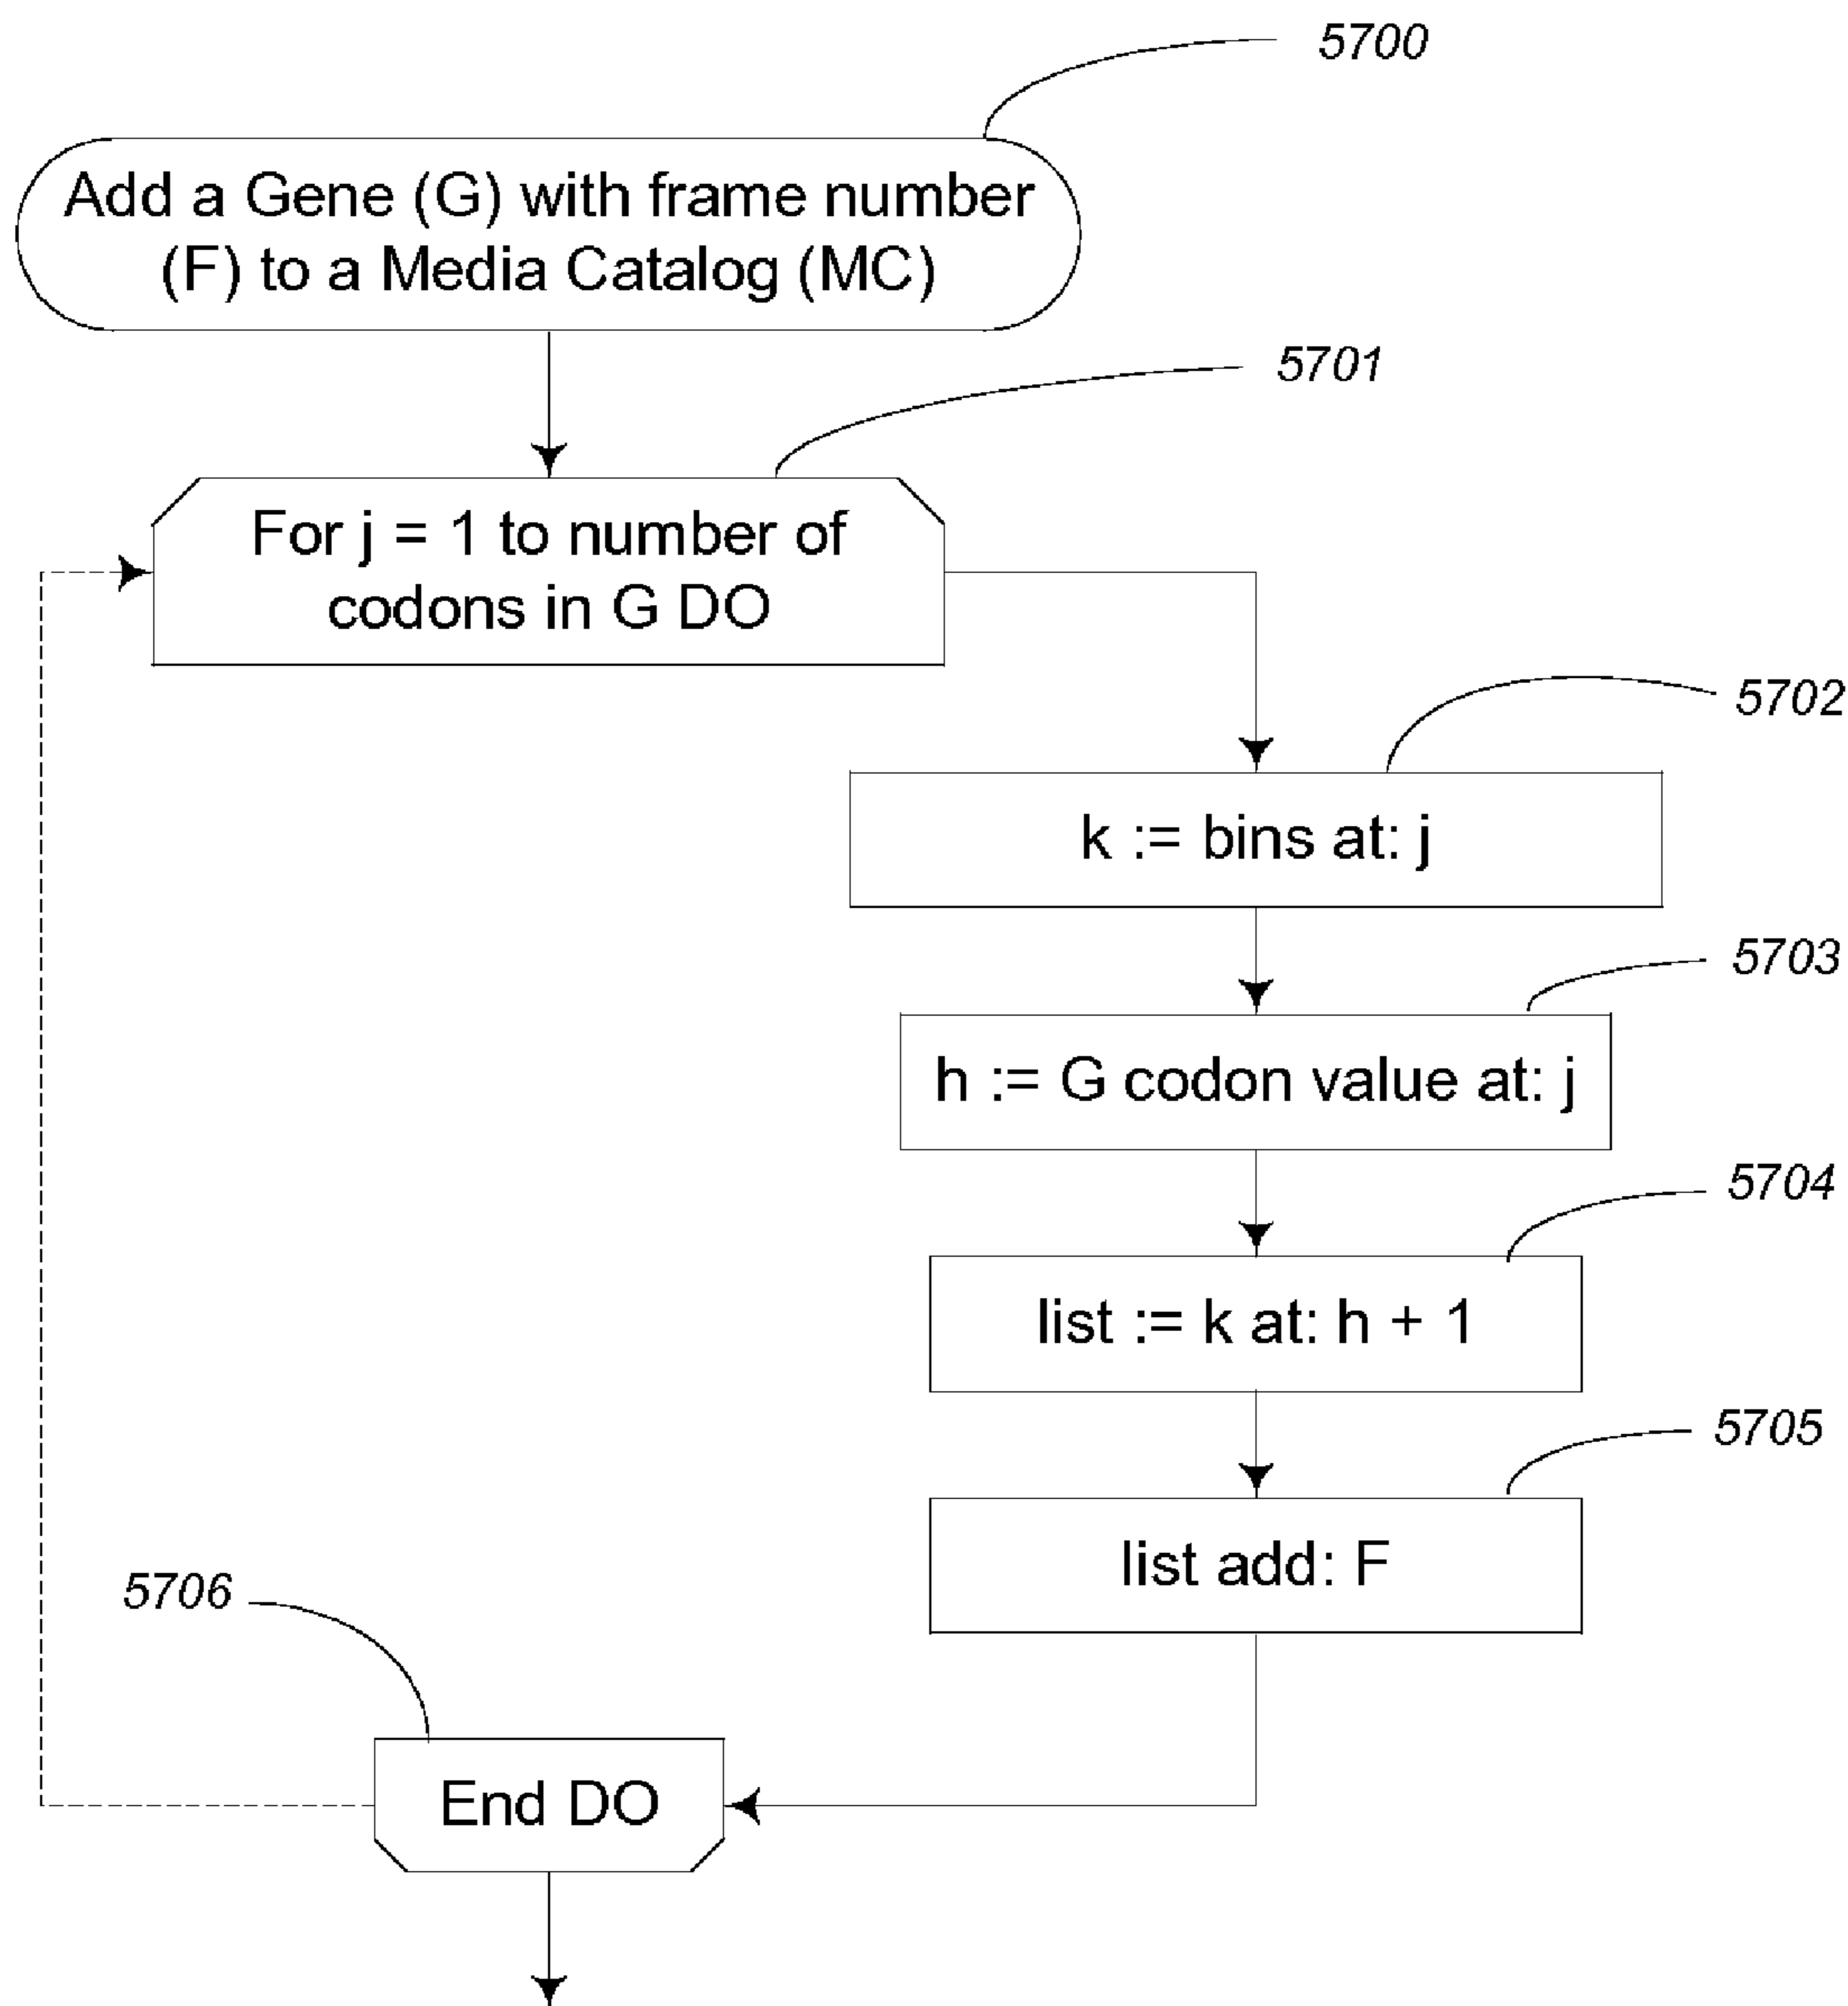 5700
Add a Gene (G) with frame number
(F) to a Media Catalog (MC)
5701
For j = 1 to number of
codons in G DO
5702
k := bins at: j
5703
h := G codon value at: j
5704
list := k at: h + 1
5705
list add: F
5706
End DO